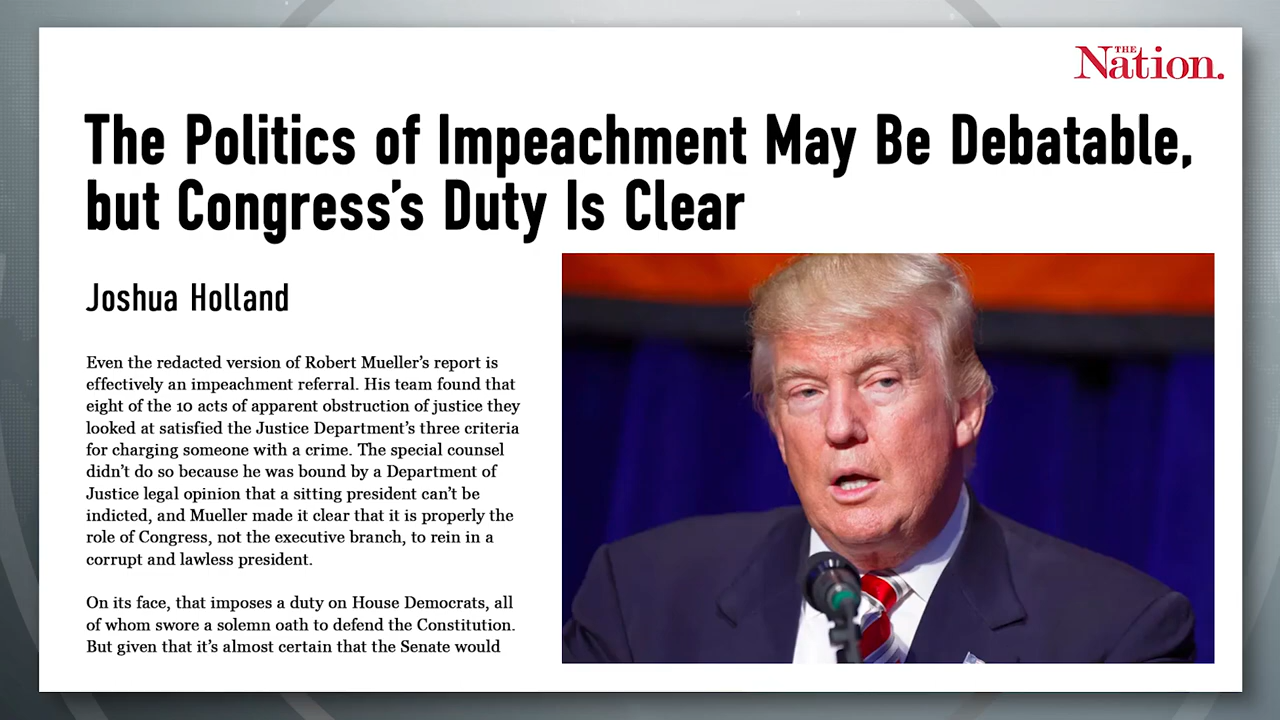 THE
Nation.
The Politics of Impeachment May Be Debatable,
but Congress’s Duty Is Clear
Joshua Holland
Even the redacted version of Robert Mueller’s report is
effectively an impeachment referral. His team found that
eight of the 10 acts of apparent obstruction of justice they
looked at satisfied the Justice Department’s three criteria
for charging someone with a crime. The special counsel
didn’t do so because he was bound by a Department of
Justice legal opinion that a sitting president can’t be
indicted, and Mueller made it clear that it is properly the
role of Congress, not the executive branch, to rein in a
corrupt and lawless president.
On its face, that imposes a duty on House Democrats, all
of whom swore a solemn oath to defend the Constitution.
But given that it’s almost certain that the Senate would